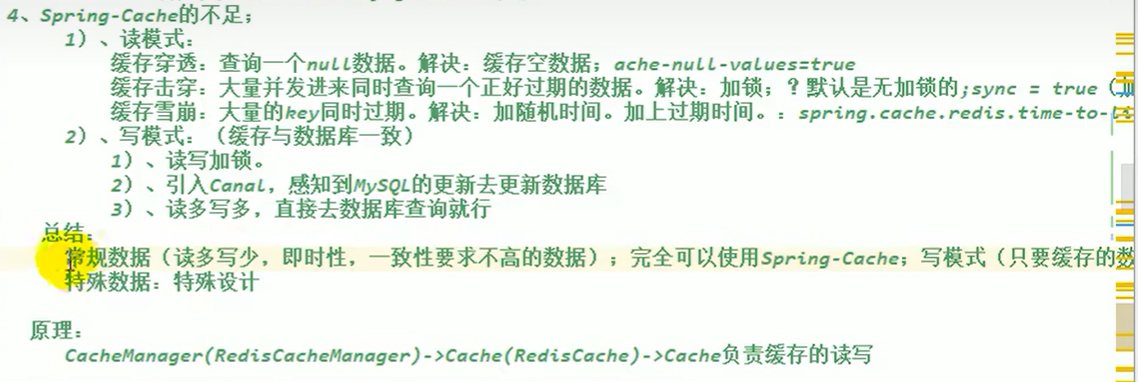 4、Spring-Cache的不足；
1）、读模式：
缓存穿透：查询一个null数据。解决：缓存空数据；ache-null-values=true
缓存击穿：大量并发进来同时查询一个正好过期的数据。解决：加锁；？默认是无加锁的;sync = true（加
缓存雪崩：大量的key同时过期。解决：加随机时间。加上过期时间。：spring.cache.redis.time-to-li
2）、写模式：（缓存与数据库一致）
1）、读写加锁。
2）、引入Canal，感知到MySQL的更新去更新数据库
3）、读多写多，直接去数据库查询就行
总结：
常规数据（读多写少，即时性，一致性要求不高的数据）；完全可以使用Spring-Cache；写模式（只要缓存的数
特殊数据：特殊设计
原理：
CacheManager(RedisCacheManager)->Cache(RedisCache)->Cache负责缓存的读写